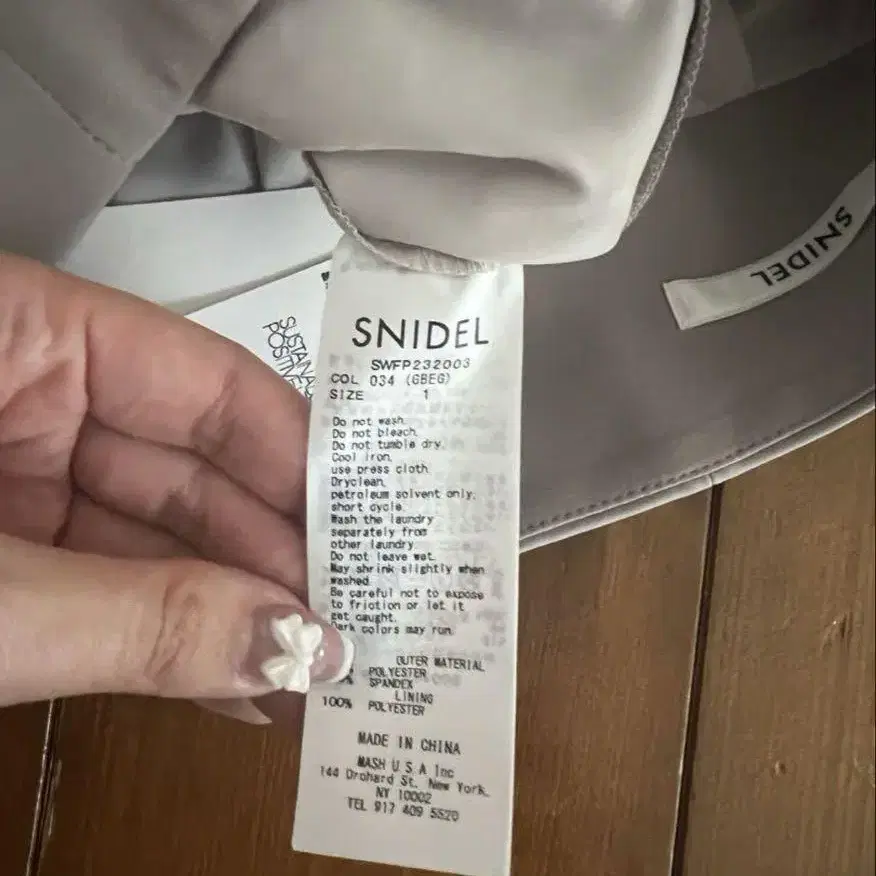 SNIDEL
SUSTAINAB
POSITIVE
SNIDEL
SWFP232003
COL 034 (GBEG)
SIZE 1
Do not wash.
Do not bleach.
Do not tumble dry.
Cool iron.
use press cloth.
Dryclean.
petroleum solvent only.
short cycle.
Wash the laundry
separately from
other laundry.
Do not leave wet.
May shrink slightly when
washed.
Be careful not to expose
to friction or let it
get caught.
Dark colors may run.
OUTER MATERIAL
POLYESTER
% SPANDEX
LINING
100% POLYESTER
MADE IN CHINA
MASH U S A Inc
144 Orchard St. New York.
NY 10002
TEL 917 409 5520